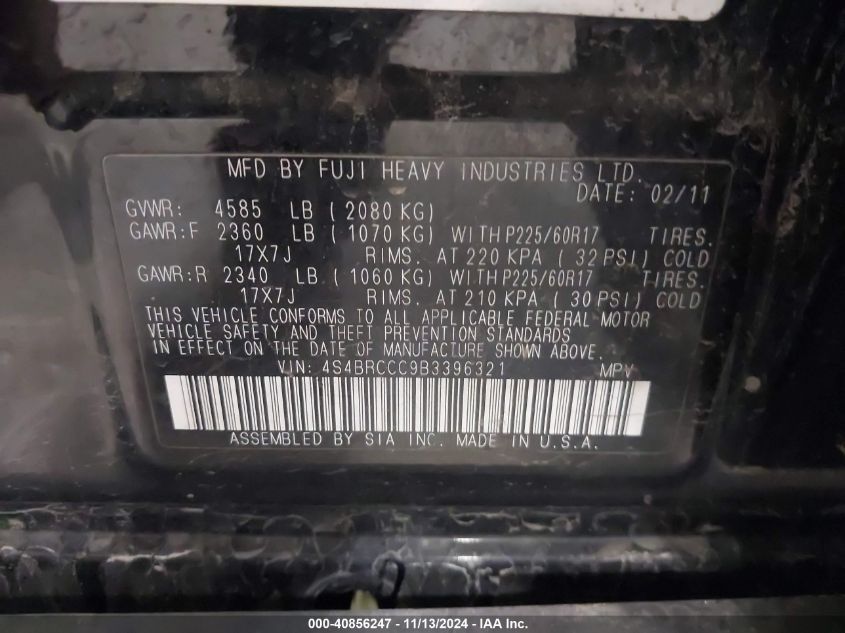 MFD BY FUJI HEAVY INDUSTRIES LTD.
DATE: 02/11
GVWR: 4585 LB ( 2080 KG)
GAWR:F 2360 LB ( 1070 KG) WITH P225/60R17 TIRES.
17X7J RIMS. AT 220 KPA ( 32 PSI) COLD
GAWR:R 2340 LB ( 1060 KG) WITH P225/60R17 TIRES.
17X7J RIMS. AT 210 KPA ( 30 PSI) COLD
THIS VEHICLE CONFORMS TO ALL APPLICABLE FEDERAL MOTOR
VEHICLE SAFETY AND THEFT PREVENTION STANDARDS
IN EFFECT ON THE DATE OF MANUFACTURE SHOWN ABOVE.
VIN: 4S4BRCCC9B3396321 MPV
ASSEMBLED BY SIA INC. MADE IN U.S.A.
000-40856247 - 11/13/2024 - IAA Inc.